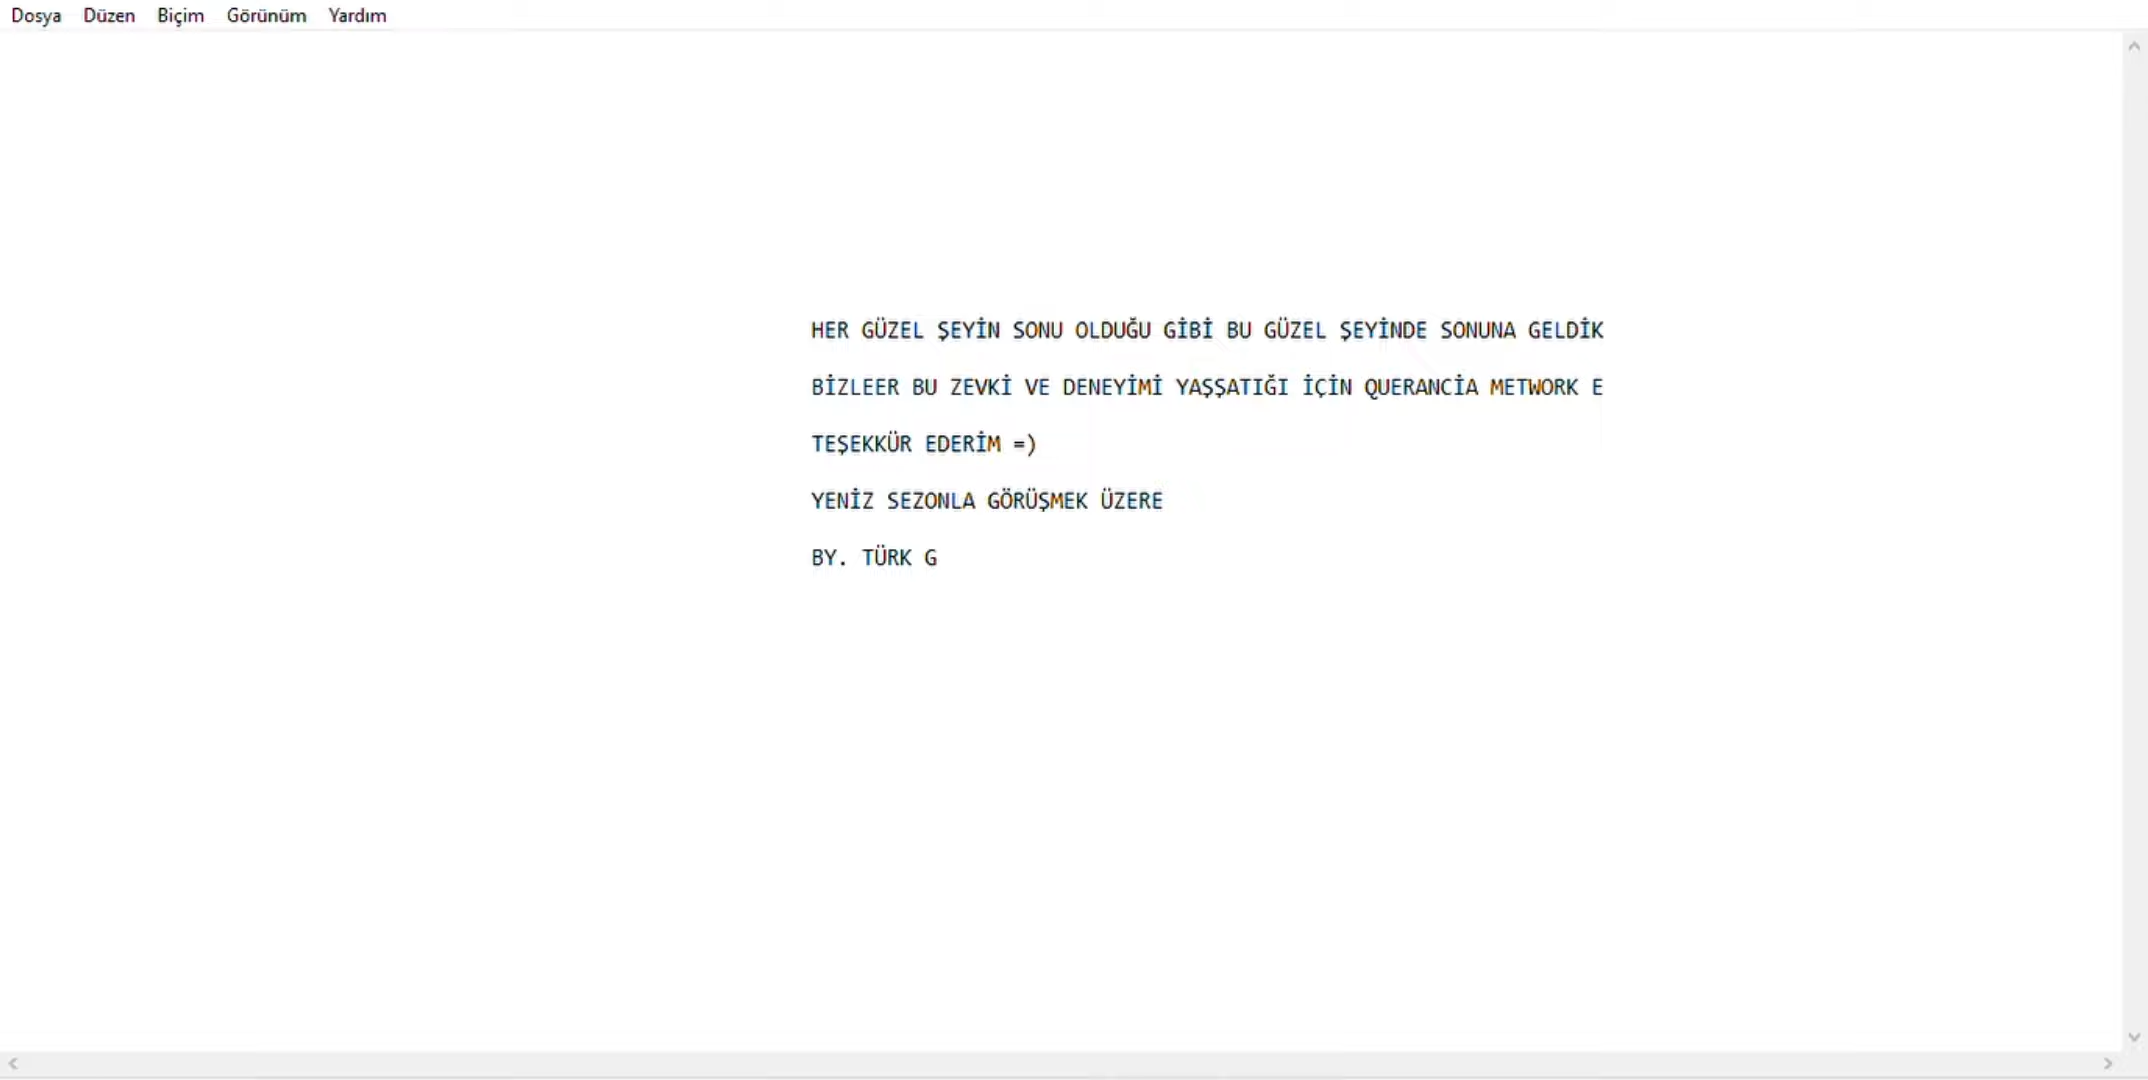 Dosya Düzen Biçim Görünüm Yardım
HER GÜZEL ŞEYİN SONU OLDUĞU GİBİ BU GÜZEL ŞEYİNDE SONUNA GELDİK
BİZLEER BU ZEVKİ VE DENEYİMİ YAŞŞATIĞI İÇİN QUERANCİA METWORK E
TEŞEKKÜR EDERİM =)
YENİZ SEZONLA GÖRÜŞMEK ÜZERE
BY. TÜRK G